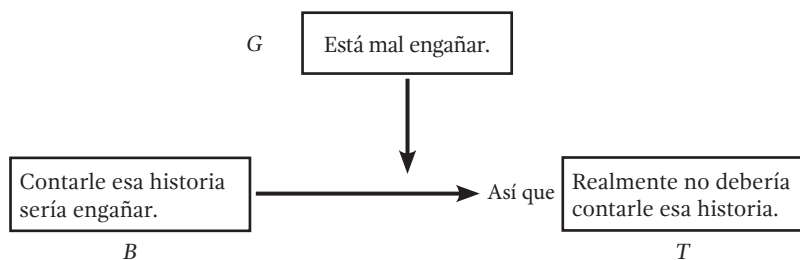 G
Está mal engañar.
Contarle esa historia
sería engañar.
Así que
Realmente no debería
contarle esa historia.
B
T